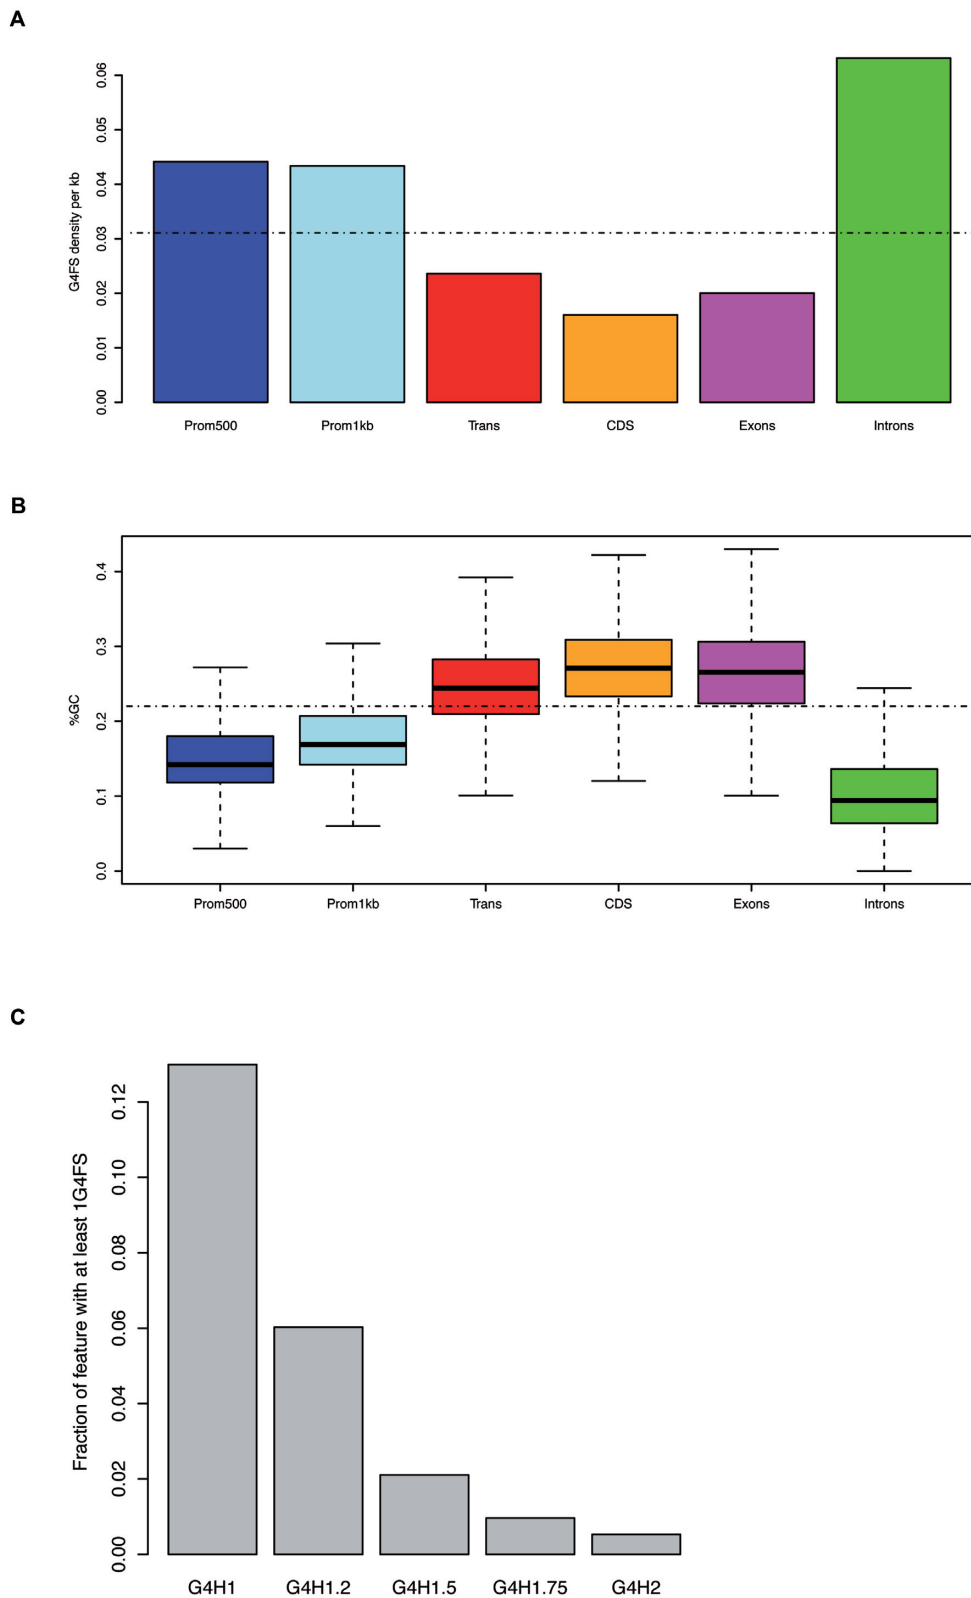 A
G4FS density per kb
0.06
0.05
0.04
0.03
0.02
0.01
0.00
Prom500 Prom1kb Trans CDS Exons Introns
B
%GC
0.4
0.3
0.2
0.1
0.0
Prom500 Prom1kb Trans CDS Exons Introns
C
Fraction of feature with at least 1G4FS
0.12
0.10
0.08
0.06
0.04
0.02
0.00
G4H1 G4H1.2 G4H1.5 G4H1.75 G4H2